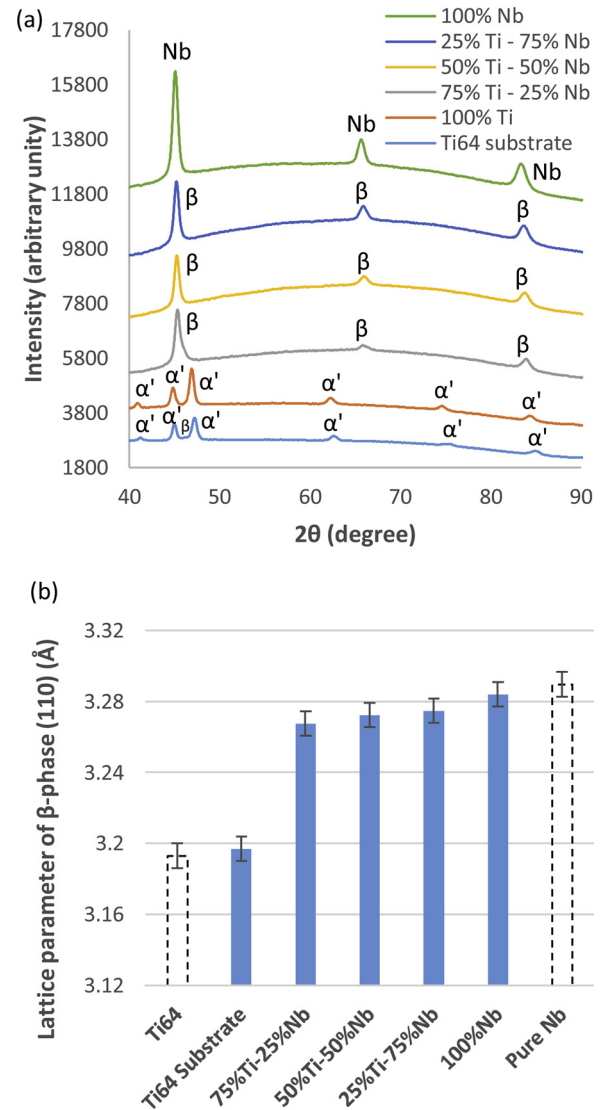 (a)
17800
15800
13800
11800
9800
7800
5800
3800
1800
Intensity (arbitrary unity)
100% Nb
25% Ti - 75% Nb
50% Ti - 50% Nb
75% Ti - 25% Nb
100% Ti
Ti64 substrate
Nb
Nb
Nb
β
β
β
β
β
β
β
β
β
α'
α'
α'
α'
α'
α'
α'
α'
β
α'
α'
α'
α'
40
50
60
70
80
90
2θ (degree)
(b)
3.32
3.28
3.24
3.2
3.16
3.12
Lattice parameter of β-phase (110) (Å)
Ti64
Ti64 Substrate
75%Ti-25%Nb
50%Ti-50%Nb
25%Ti-75%Nb
100%Nb
Pure Nb